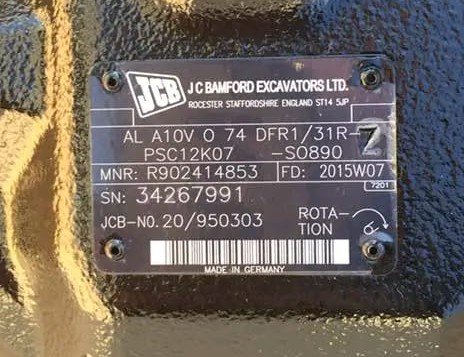 JCB J C BAMFORD EXCAVATORS LTD.
ROCESTER STAFFORDSHIRE ENGLAND ST14 5JP
AL A10V O 74 DFR1/31R-
PSC12K07 -SO890
MNR: R902414853 FD: 2015W07
7201
SN: 34267991
JCB-NO. 20/950303 ROTA-
TION
MADE IN GERMANY